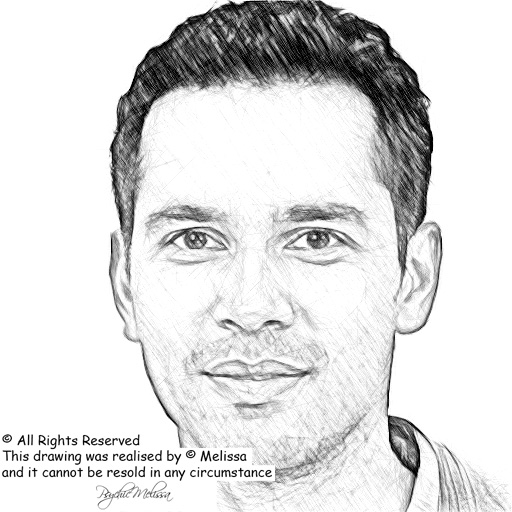 © All Rights Reserved
This drawing was realised by © Melissa
and it cannot be resold in any circumstance
Psychic Melissa